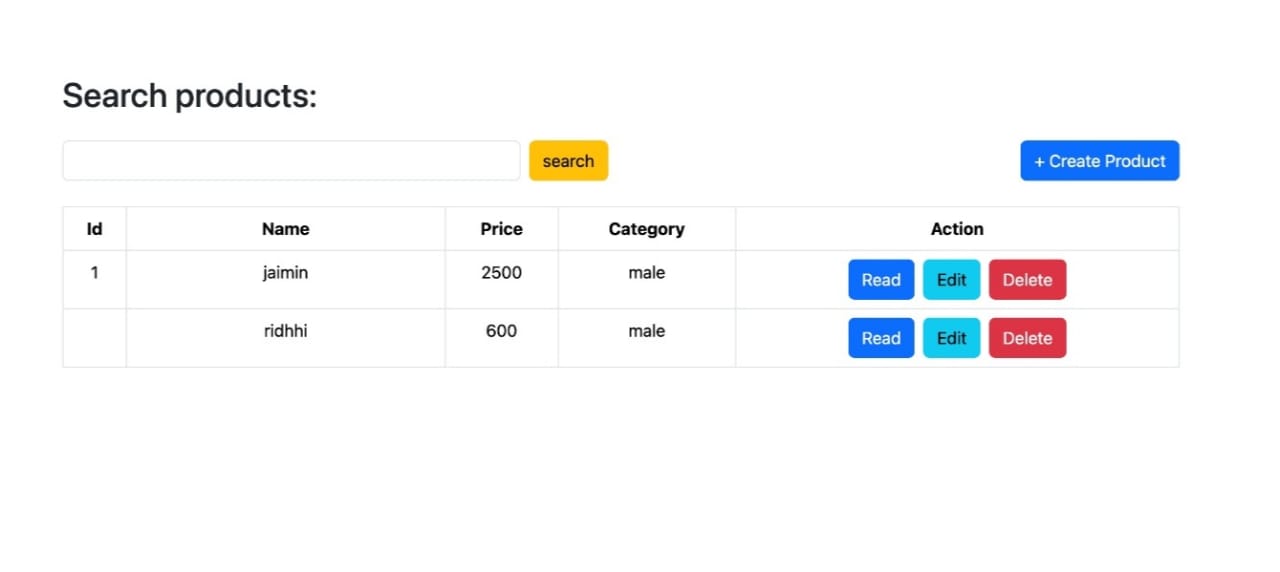 Search products:
search + Create Product
Id Name Price Category Action
1 jaimin 2500 male Read Edit Delete
ridhhi 600 male Read Edit Delete